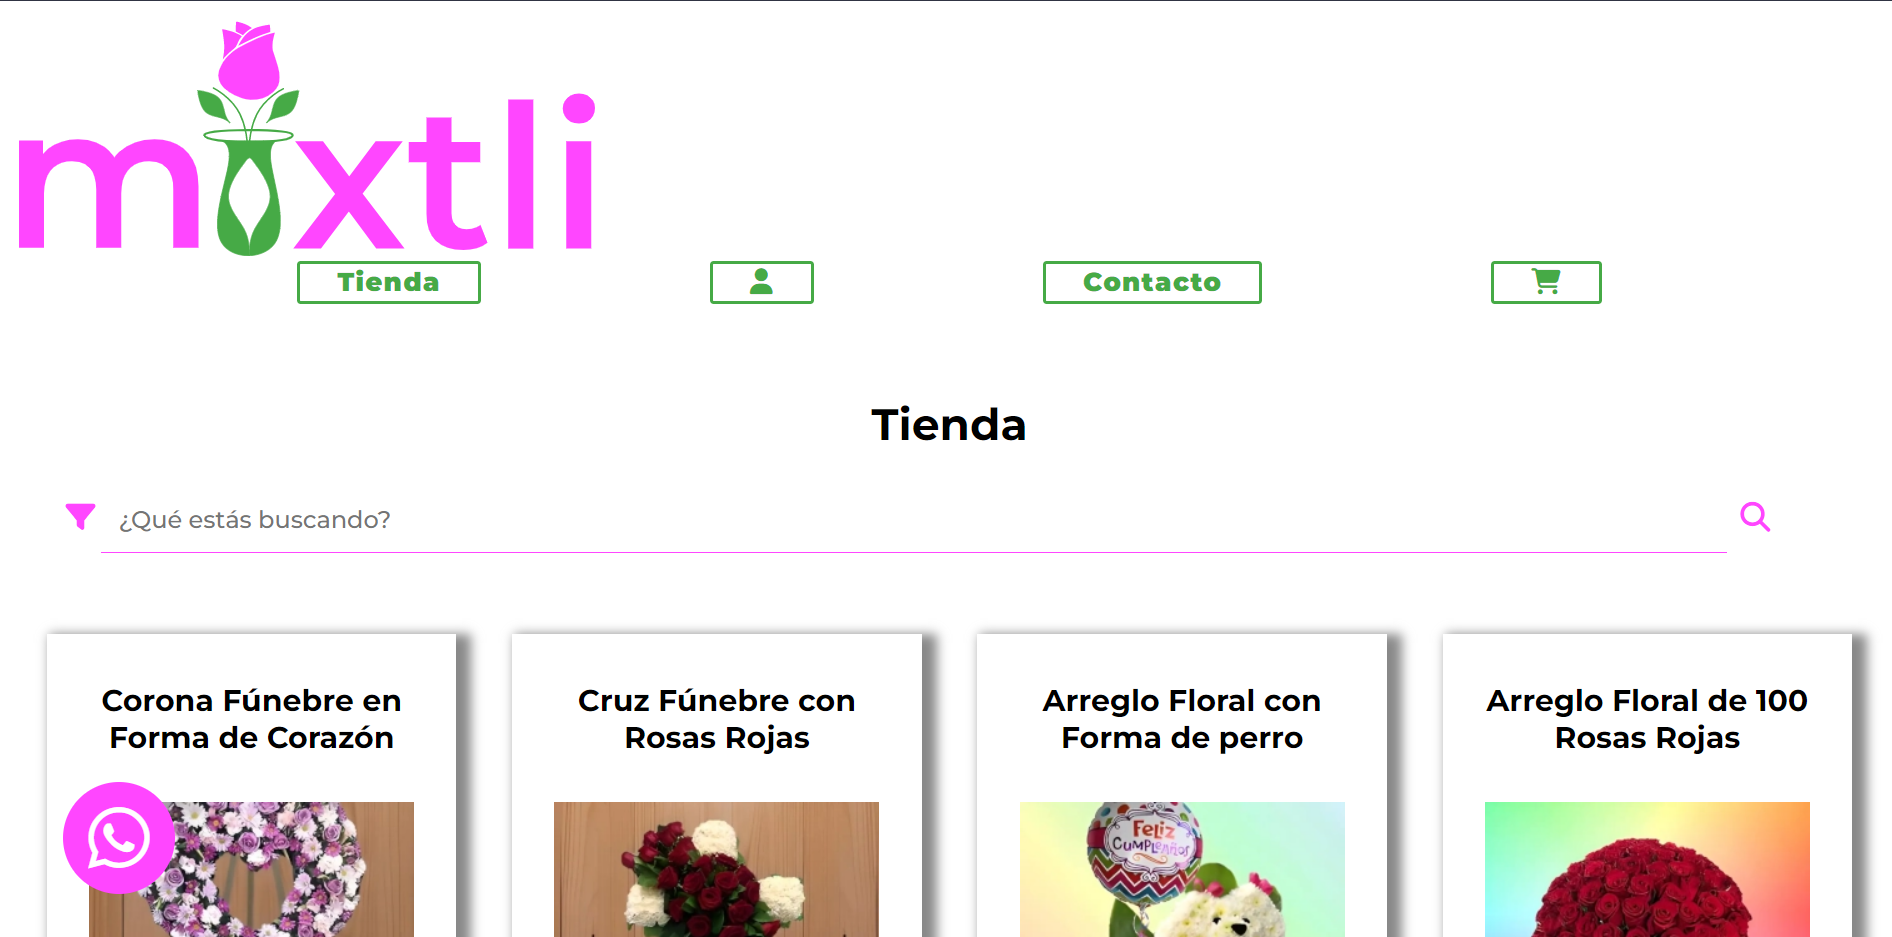 mixtli
Tienda
Contacto
Tienda
¿Qué estás buscando?
Corona Fúnebre en
Forma de Corazón
Cruz Fúnebre con
Rosas Rojas
Arreglo Floral con
Forma de perro
Arreglo Floral de 100
Rosas Rojas
Feliz
CUMPLEAÑOS